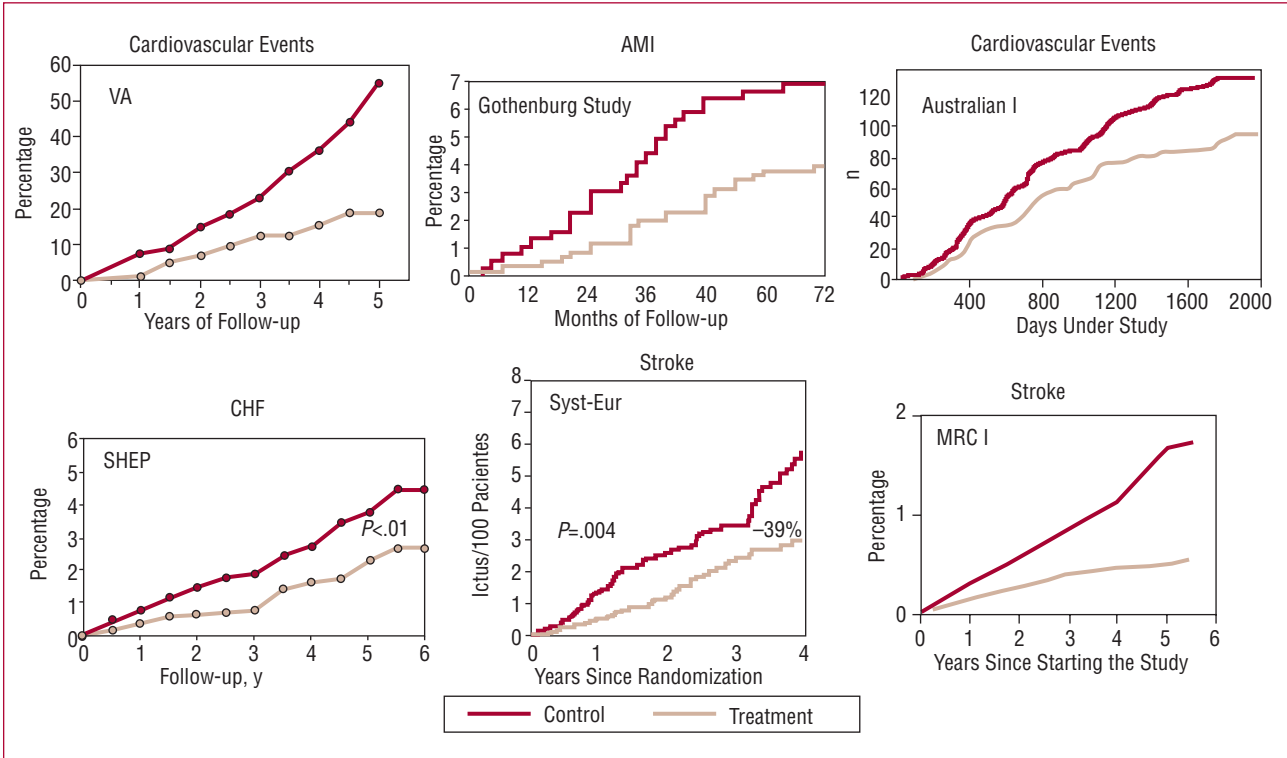 Cardiovascular Events
VA
Percentage
60
50
40
30
20
10
0
0 1 2 3 4 5
Years of Follow-up
AMI
Gothenburg Study
Percentage
7
6
5
4
3
2
1
0
0 12 24 36 40 60 72
Months of Follow-up
Cardiovascular Events
Australian I
n
120
100
80
60
40
20
0
400 800 1200 1600 2000
Days Under Study
CHF
SHEP
Percentage
6
5
4
3
2
1
0
P<.01
0 1 2 3 4 5 6
Follow-up, y
Stroke
Syst-Eur
Ictus/100 Pacientes
8
7
6
5
4
3
2
1
0
P=.004
–39%
0 1 2 3 4
Years Since Randomization
Stroke
MRC I
Percentage
2
1
0
0 1 2 3 4 5 6
Years Since Starting the Study
Control Treatment